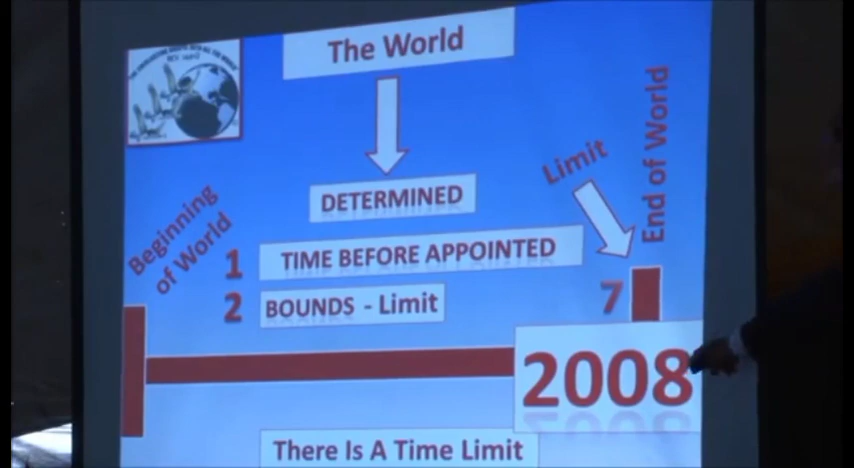 The World
DETERMINED
Limit
End of World
Beginning
of World
1 TIME BEFORE APPOINTED
2 BOUNDS - Limit
7
2008
There Is A Time Limit